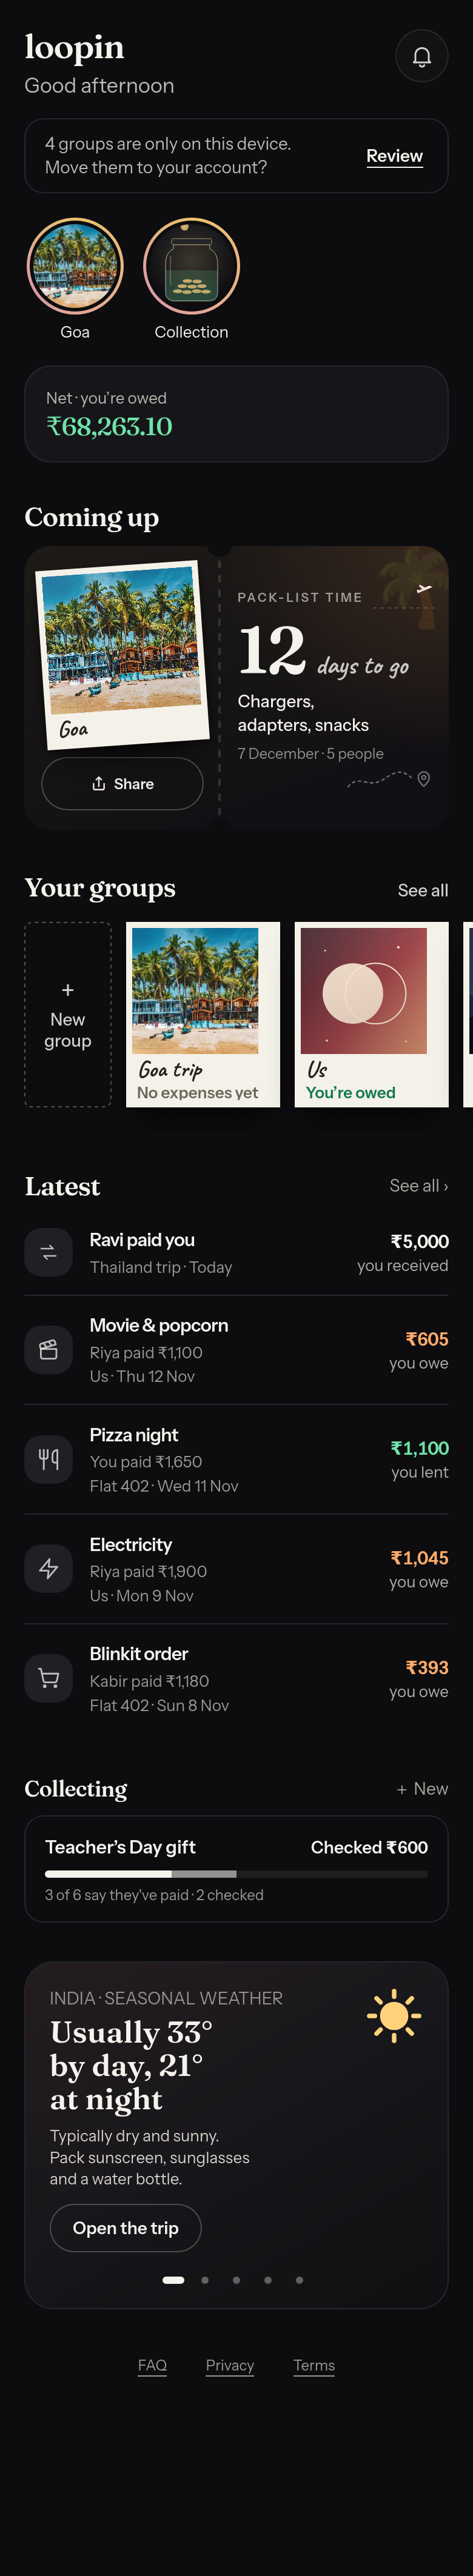 loopin
Good afternoon
4 groups are only on this device.
Move them to your account?
Review
Goa
Collection
Net · you're owed
₹68,263.10
Coming up
Goa
Share
PACK-LIST TIME
12 days to go
Chargers,
adapters, snacks
7 December · 5 people
Your groups
See all
+
New
group
Goa trip
No expenses yet
Us
You're owed
Latest
See all ›
Ravi paid you
Thailand trip · Today
₹5,000
you received
Movie & popcorn
Riya paid ₹1,100
Us · Thu 12 Nov
₹605
you owe
Pizza night
You paid ₹1,650
Flat 402 · Wed 11 Nov
₹1,100
you lent
Electricity
Riya paid ₹1,900
Us · Mon 9 Nov
₹1,045
you owe
Blinkit order
Kabir paid ₹1,180
Flat 402 · Sun 8 Nov
₹393
you owe
Collecting
+ New
Teacher's Day gift
Checked ₹600
3 of 6 say they've paid · 2 checked
INDIA · SEASONAL WEATHER
Usually 33°
by day, 21°
at night
Typically dry and sunny.
Pack sunscreen, sunglasses
and a water bottle.
Open the trip
FAQ
Privacy
Terms